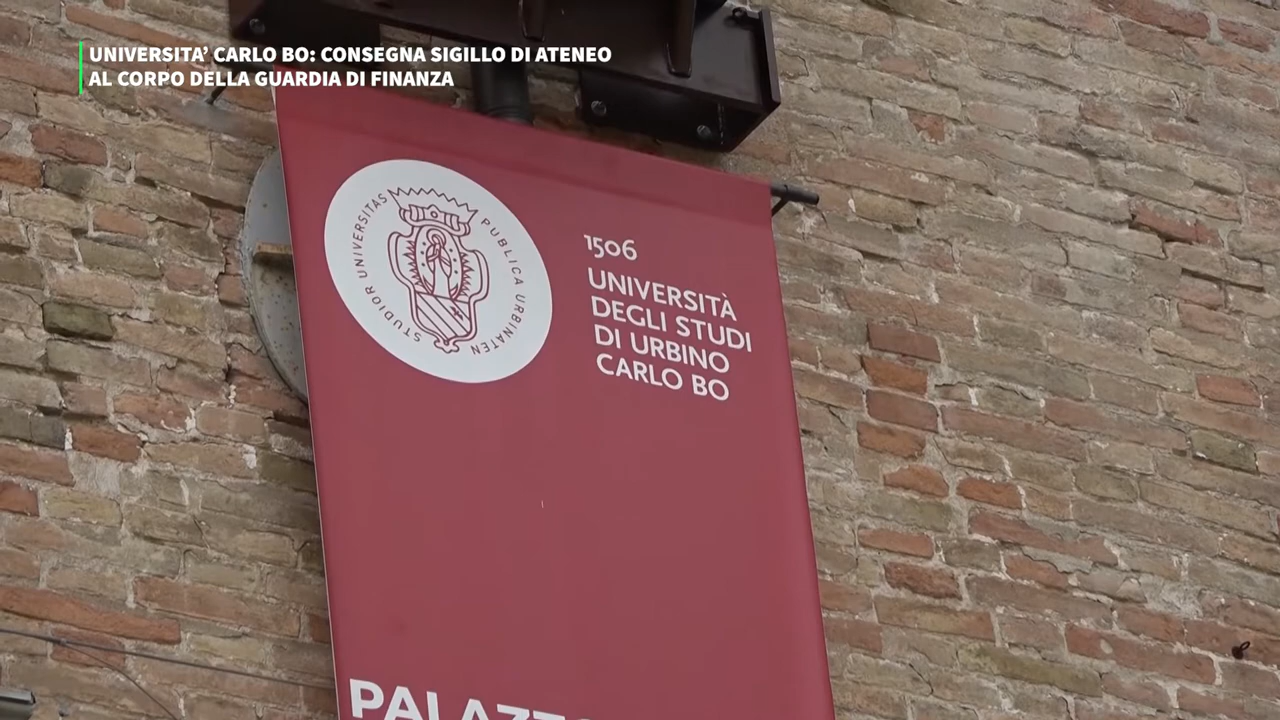 UNIVERSITA’ CARLO BO: CONSEGNA SIGILLO DI ATENEO
AL CORPO DELLA GUARDIA DI FINANZA
STUDIOR UNIVERSITAS PUBLICA URBINATEN
1506
UNIVERSITÀ
DEGLI STUDI
DI URBINO
CARLO BO
PALAZZO